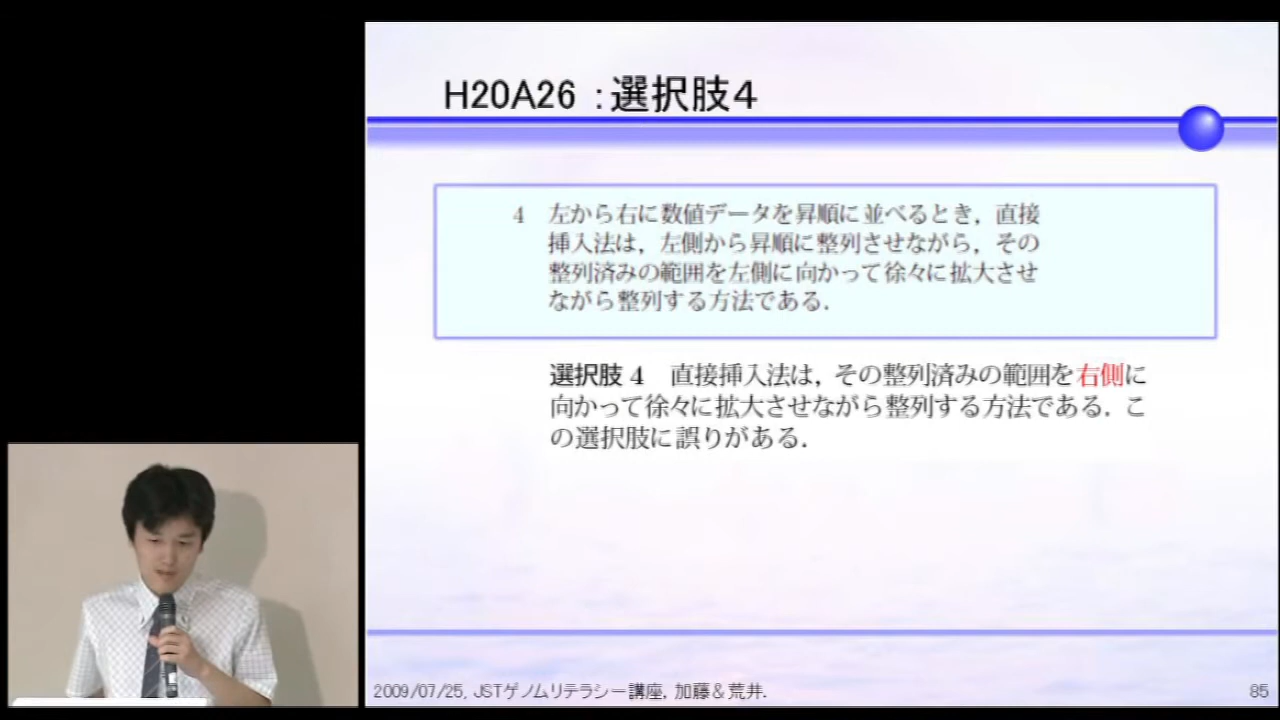 H20A26 :選択肢4
4 左から右に数値データを昇順に並べるとき，直接
挿入法は，左側から昇順に整列させながら，その
整列済みの範囲を左側に向かって徐々に拡大させ
ながら整列する方法である．
選択肢 4 直接挿入法は，その整列済みの範囲を右側に
向かって徐々に拡大させながら整列する方法である．こ
の選択肢に誤りがある．
2009/07/25, JSTゲノムリテラシー講座, 加藤＆荒井.
85